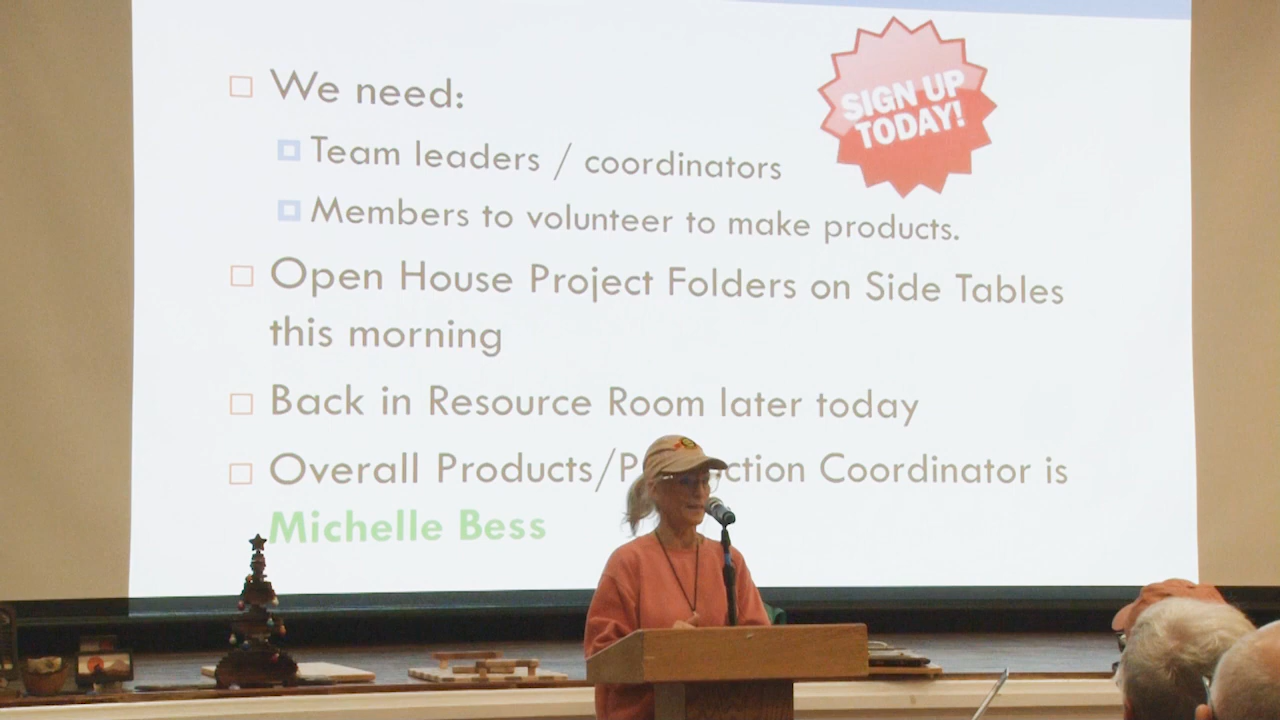 We need:
SIGN UP
TODAY!
Team leaders / coordinators
Members to volunteer to make products.
Open House Project Folders on Side Tables
this morning
Back in Resource Room later today
Overall Products/P ction Coordinator is
Michelle Bess